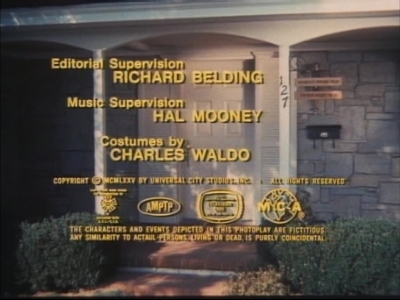 Editorial Supervision
RICHARD BELDING
Music Supervision
HAL MOONEY
Costumes by
CHARLES WALDO
127
COPYRIGHT © MCMLXXV BY UNIVERSAL CITY STUDIOS, INC. ALL RIGHTS RESERVED
AMPTP
MCA
THE CHARACTERS AND EVENTS DEPICTED IN THIS PHOTOPLAY ARE FICTITIOUS.
ANY SIMILARITY TO ACTAUL PERSONS, LIVING OR DEAD, IS PURELY COINCIDENTAL.